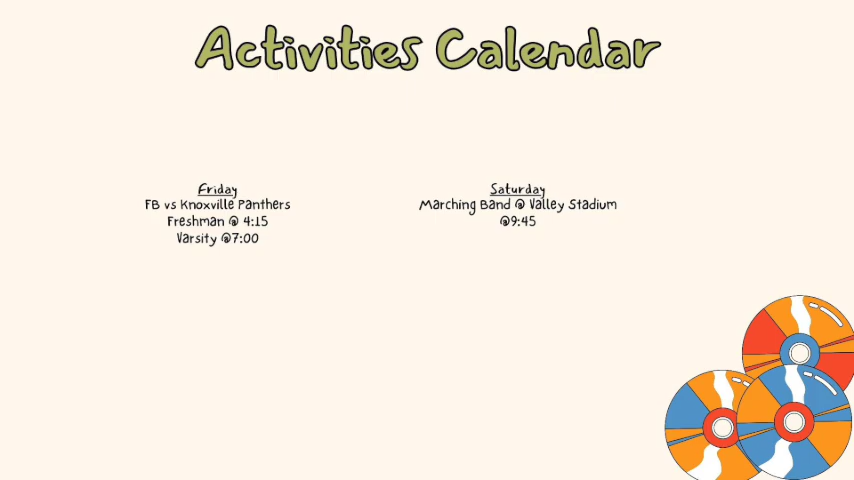 Activities Calendar
Friday
FB vs Knoxville Panthers
Freshman @ 4:15
Varsity @7:00
Saturday
Marching Band @ Valley Stadium
@9:45